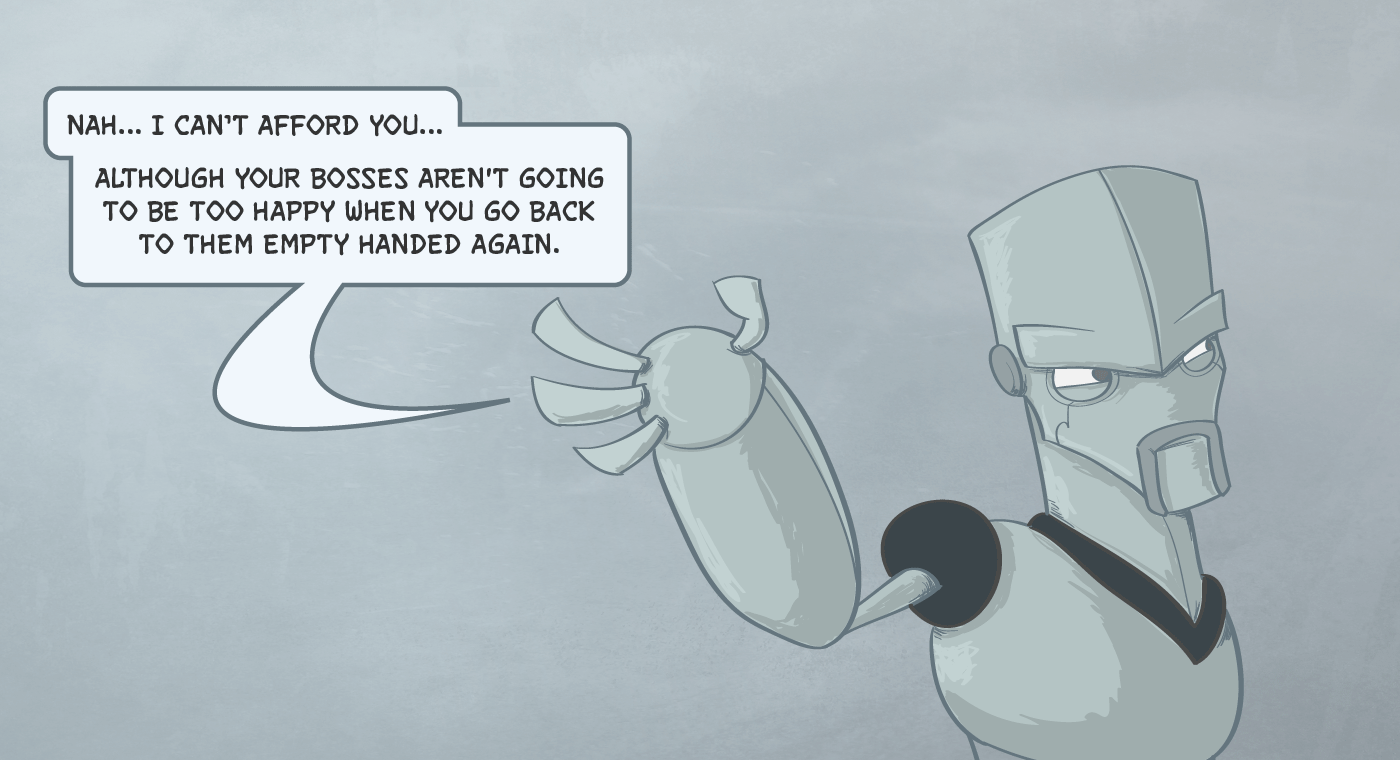 NAH... I CAN'T AFFORD YOU...
ALTHOUGH YOUR BOSSES AREN'T GOING
TO BE TOO HAPPY WHEN YOU GO BACK
TO THEM EMPTY HANDED AGAIN.